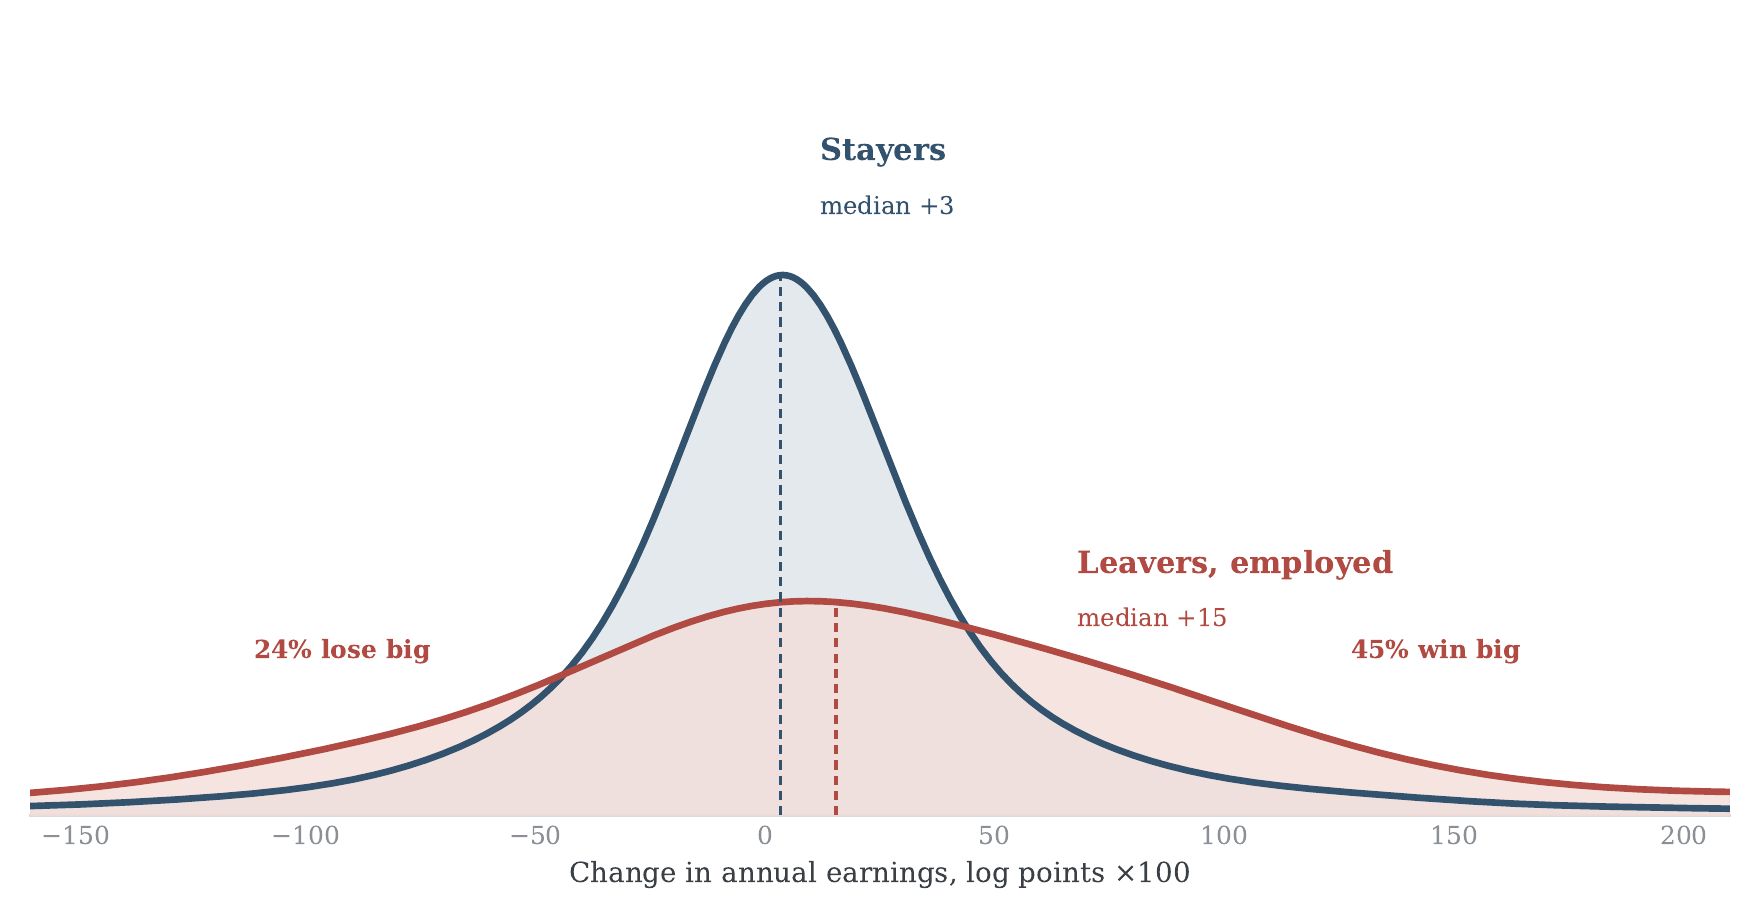 Stayers
median +3
Leavers, employed
median +15
24% lose big
45% win big
−150 −100 −50 0 50 100 150 200
Change in annual earnings, log points ×100